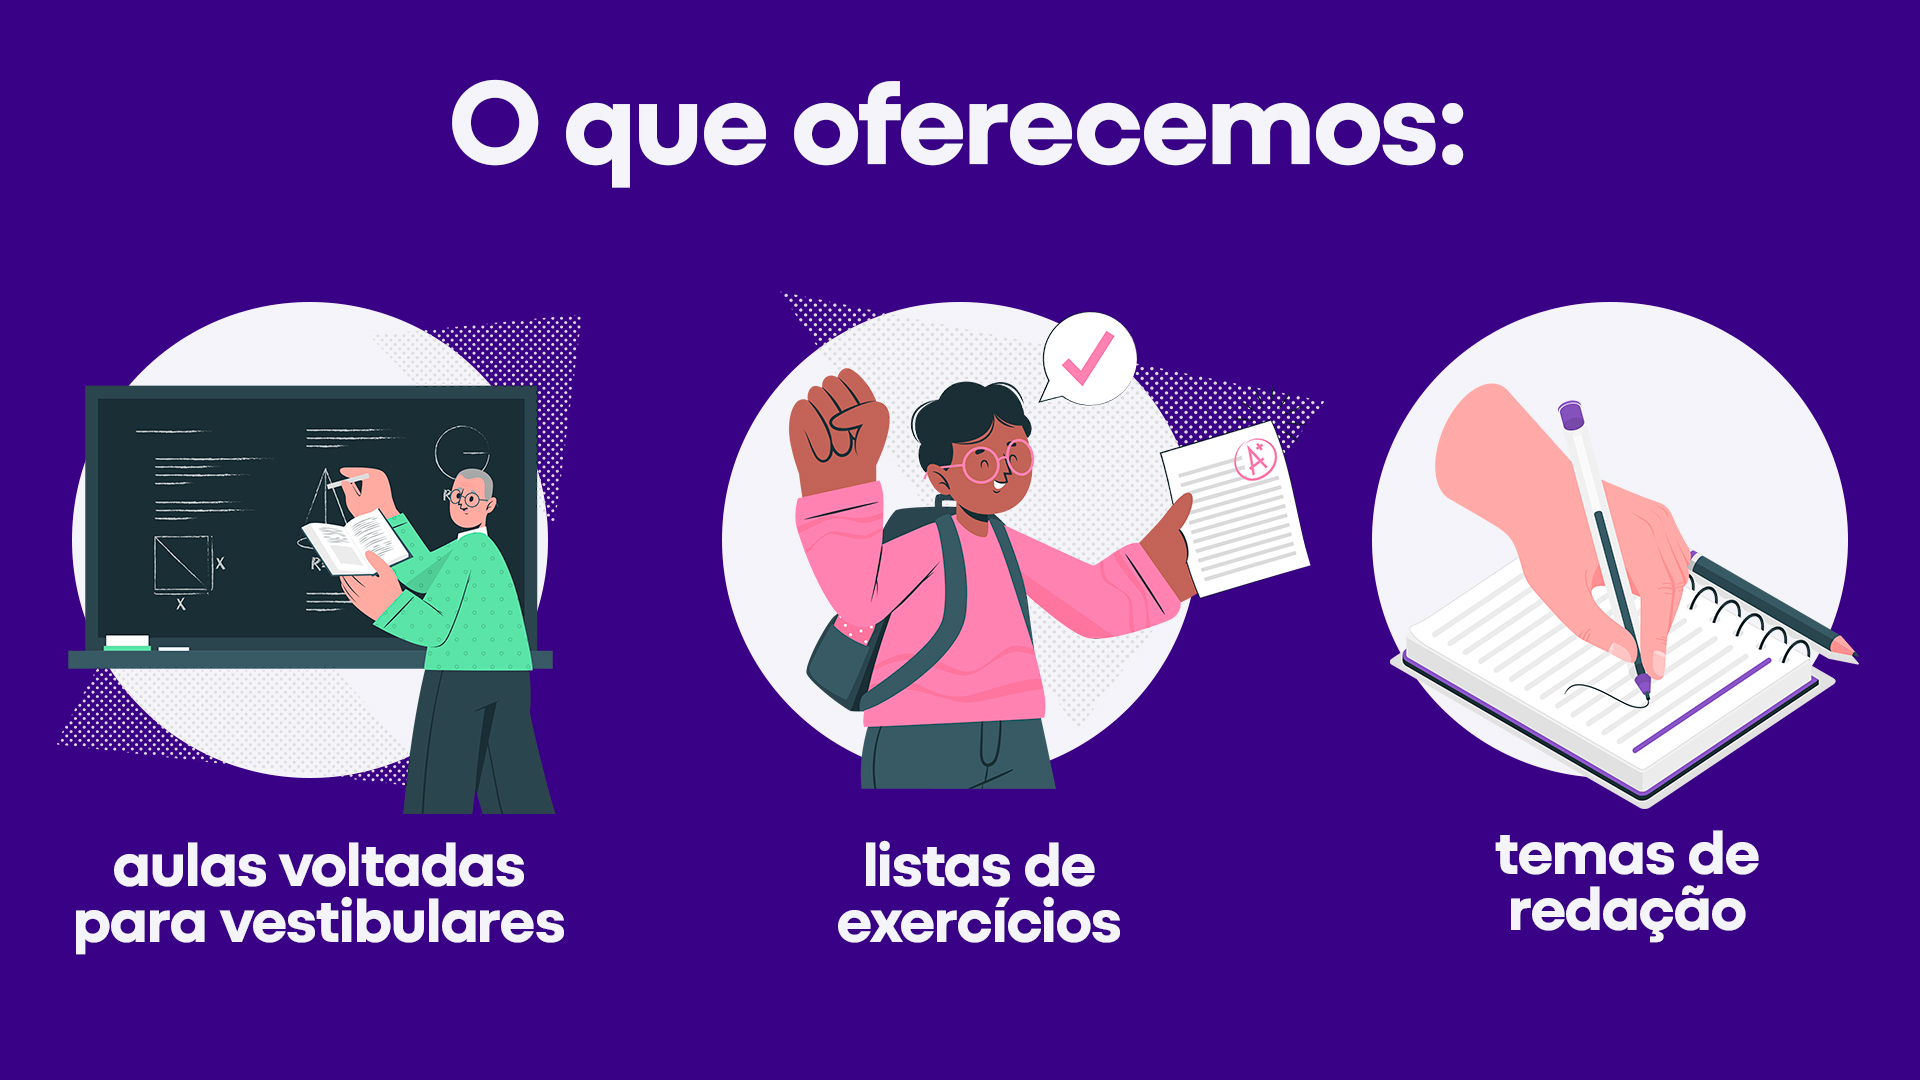 O que oferecemos:
R
X
R
X
A+
aulas voltadas
para vestibulares
listas de
exercícios
temas de
redação